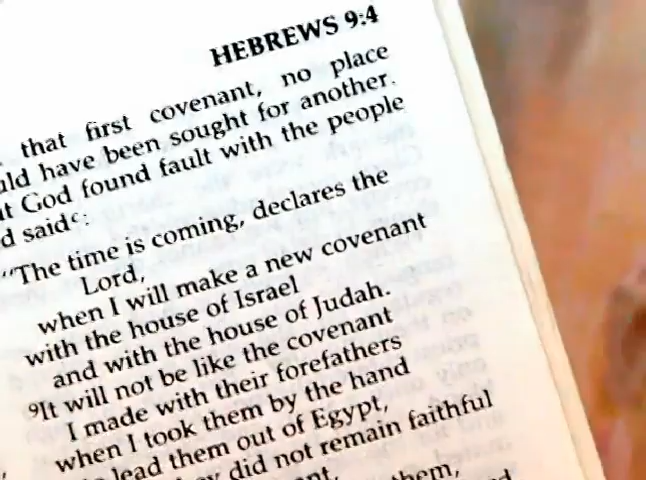 HEBREWS 9:4
that first covenant, no place
have been sought for another.
God found fault with the people
said c:
“The time is coming, declares the
Lord,
when I will make a new covenant
with the house of Israel
and with the house of Judah.
9It will not be like the covenant
I made with their forefathers
when I took them by the hand
lead them out of Egypt,
did not remain faithful
them,